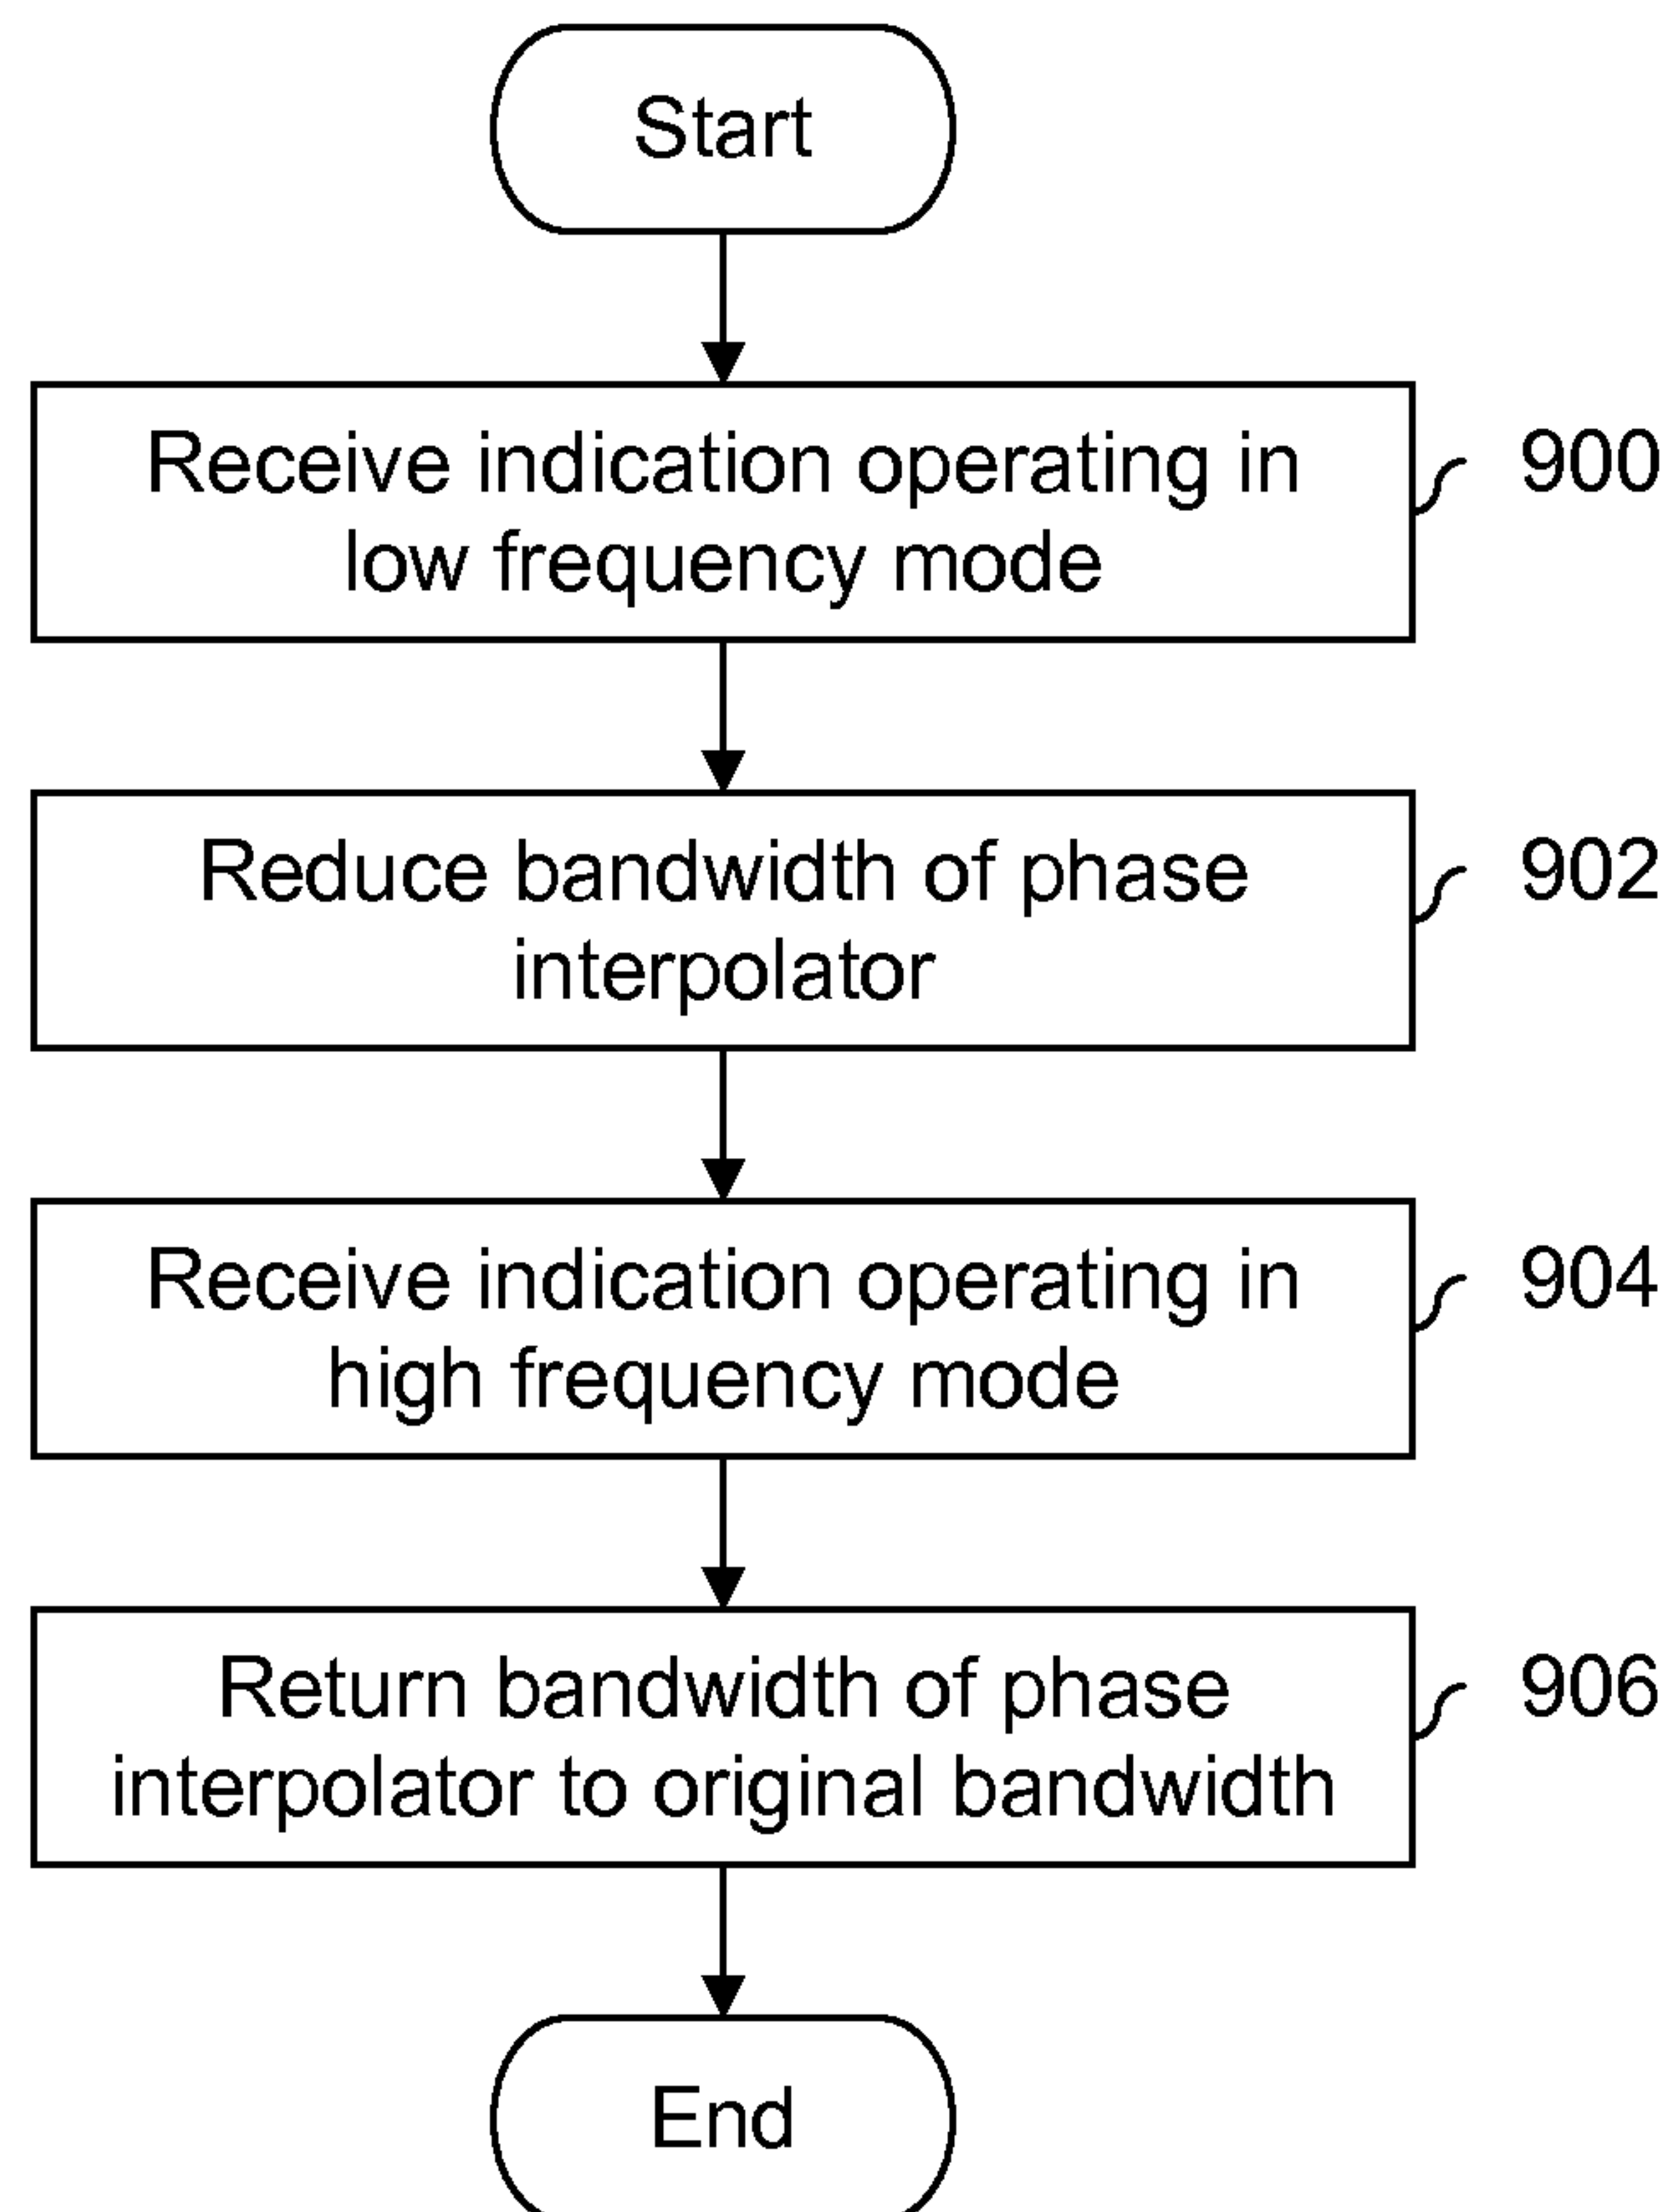 Start
Receive indication operating in
low frequency mode
900
Reduce bandwidth of phase
interpolator
902
Receive indication operating in
high frequency mode
904
Return bandwidth of phase
interpolator to original bandwidth
906
End